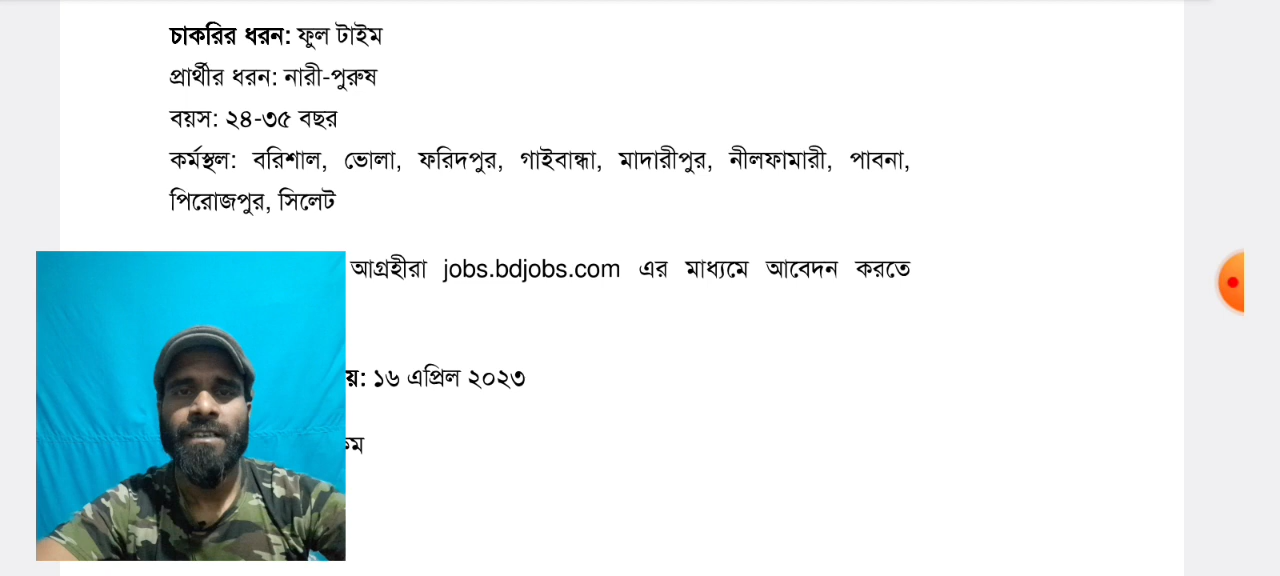 চাকরির ধরন: ফুল টাইম
প্রার্থীর ধরন: নারী-পুরুষ
বয়স: ২৪-৩৫ বছর
কর্মস্থল: বরিশাল, ভোলা, ফরিদপুর, গাইবান্ধা, মাদারীপুর, নীলফামারী, পাবনা,
পিরোজপুর, সিলেট
আগ্রহীরা jobs.bdjobs.com এর মাধ্যমে আবেদন করতে
য়: ১৬ এপ্রিল ২০২৩